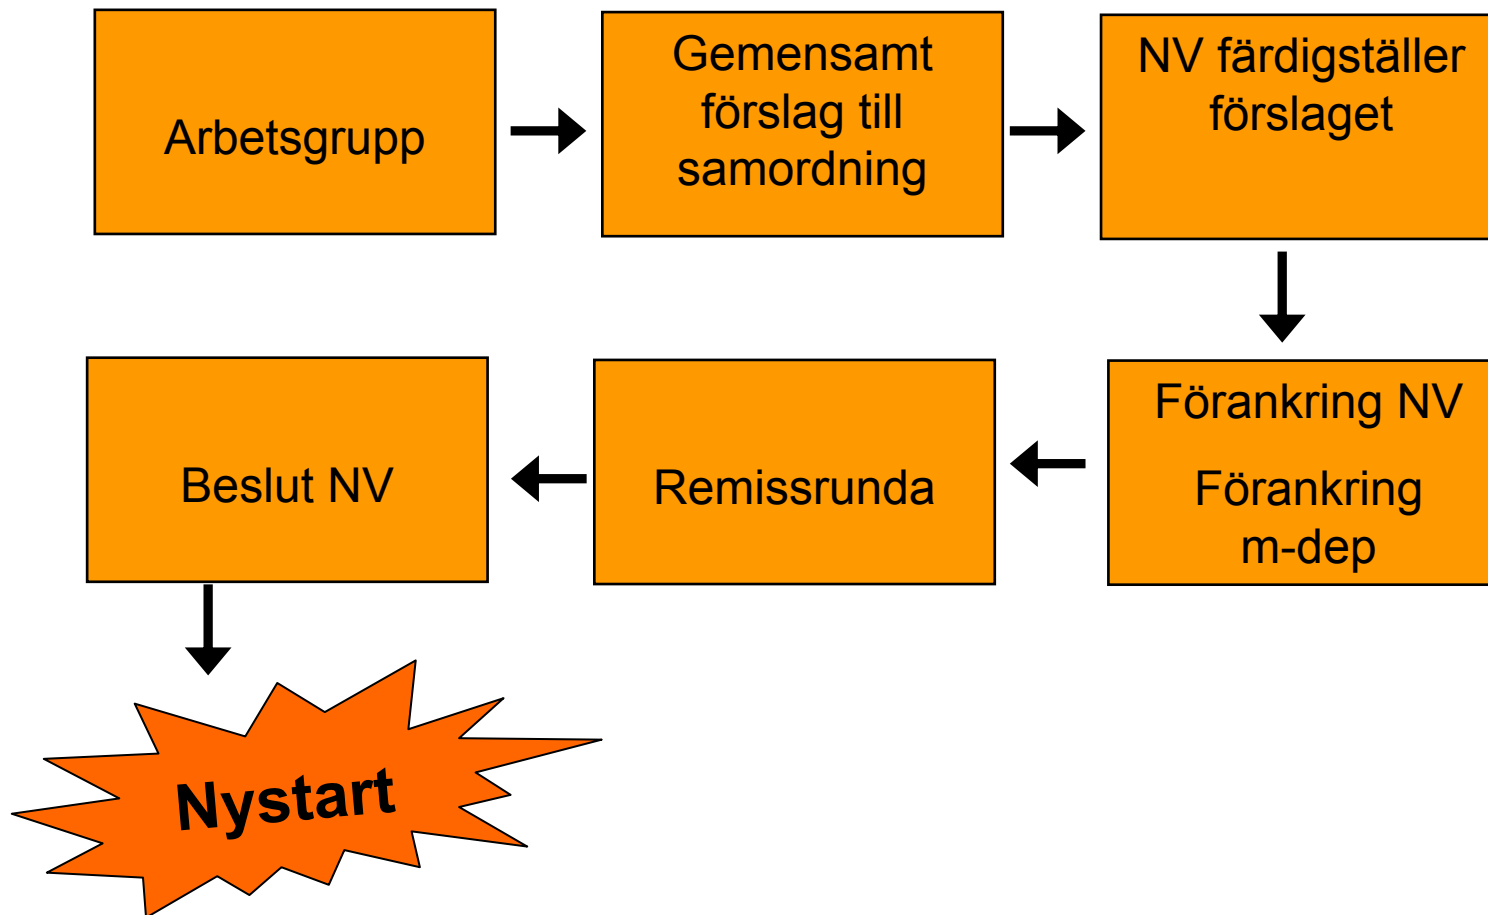 Arbetsgrupp
Gemensamt
förslag till
samordning
NV färdigställer
förslaget
Förankring NV
Förankring
m-dep
Remissrunda
Beslut NV
Nystart